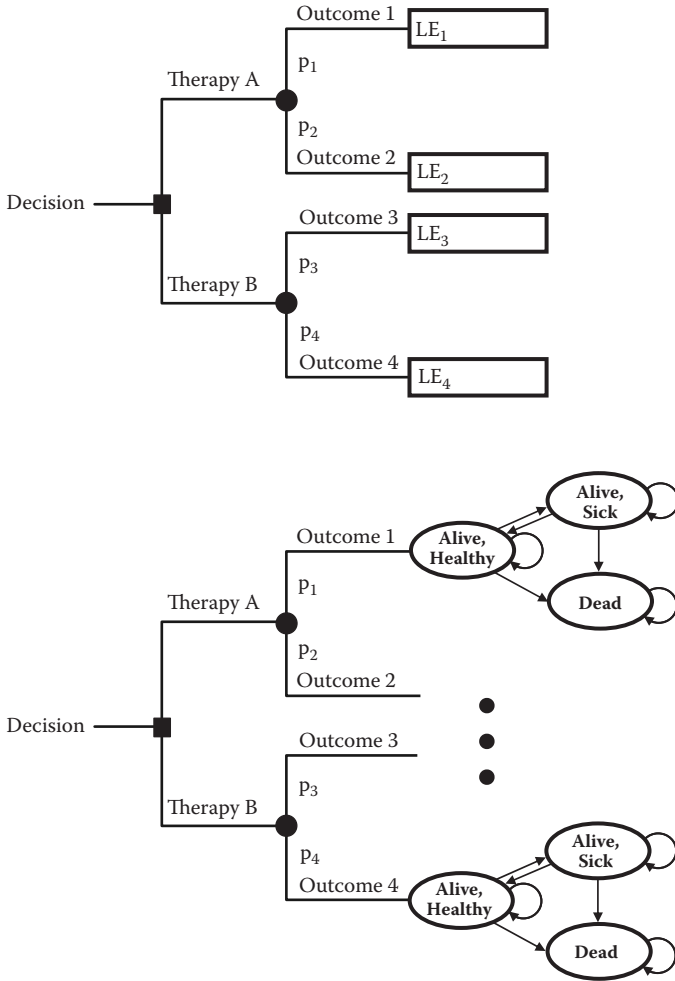 Outcome 1
LE₁
p₁
Therapy A
p₂
Outcome 2
LE₂
Decision
Outcome 3
LE₃
p₃
Therapy B
p₄
Outcome 4
LE₄
Alive,
Sick
Outcome 1
Alive,
Healthy
p₁
Therapy A
Dead
p₂
Outcome 2
Decision
Outcome 3
p₃
Therapy B
p₄
Alive,
Sick
Outcome 4
Alive,
Healthy
Dead